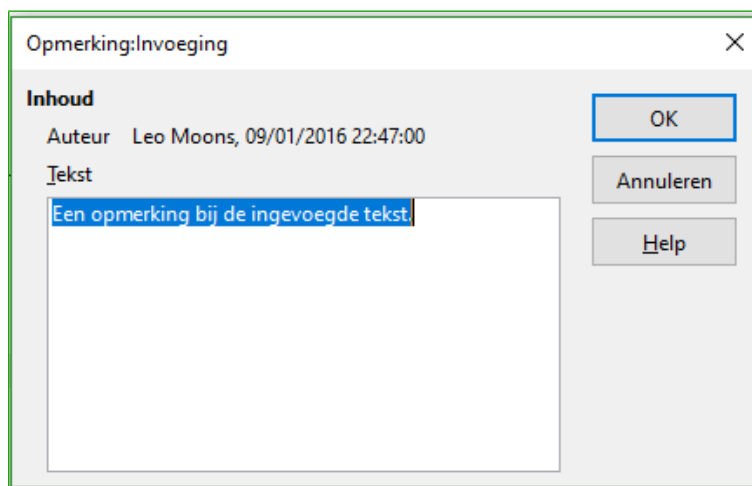 Opmerking:Invoeging
Inhoud
Auteur Leo Moons, 09/01/2016 22:47:00
Tekst
Een opmerking bij de ingevoegde tekst.
OK
Annuleren
Help